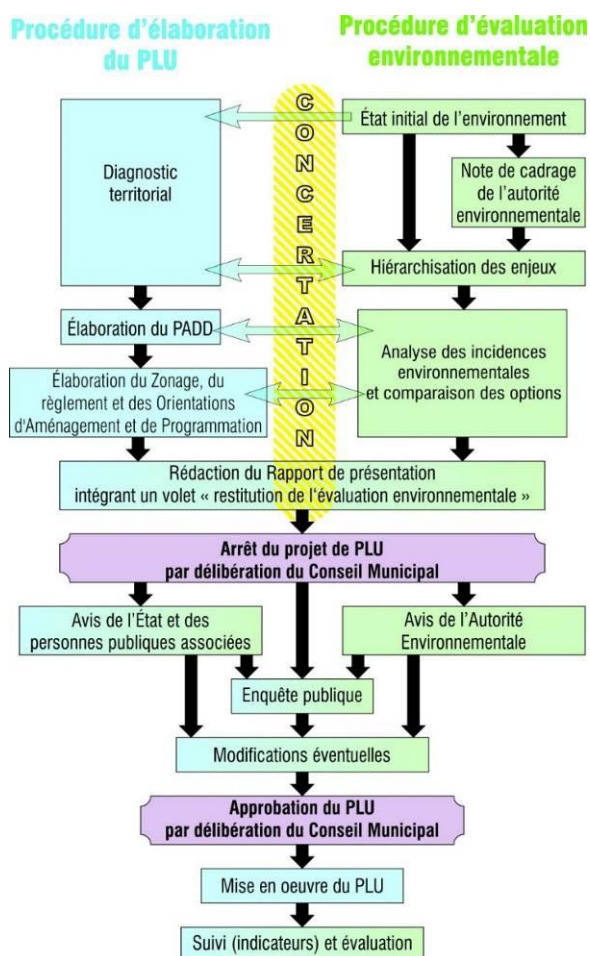 Procédure d'élaboration
du PLU
Procédure d'évaluation
environnementale
CONCERTATION
Diagnostic
territorial
État initial de l'environnement
Note de cadrage
de l'autorité
environnementale
Hiérarchisation des enjeux
Élaboration du PADD
Analyse des incidences
environnementales
et comparaison des options
Élaboration du Zonage, du
règlement et des Orientations
d'Aménagement et de Programmation
Rédaction du Rapport de présentation
intégrant un volet « restitution de l'évaluation environnementale »
Arrêt du projet de PLU
par délibération du Conseil Municipal
Avis de l'État et des
personnes publiques associées
Avis de l'Autorité
Environnementale
Enquête publique
Modifications éventuelles
Approbation du PLU
par délibération du Conseil Municipal
Mise en oeuvre du PLU
Suivi (indicateurs) et évaluation